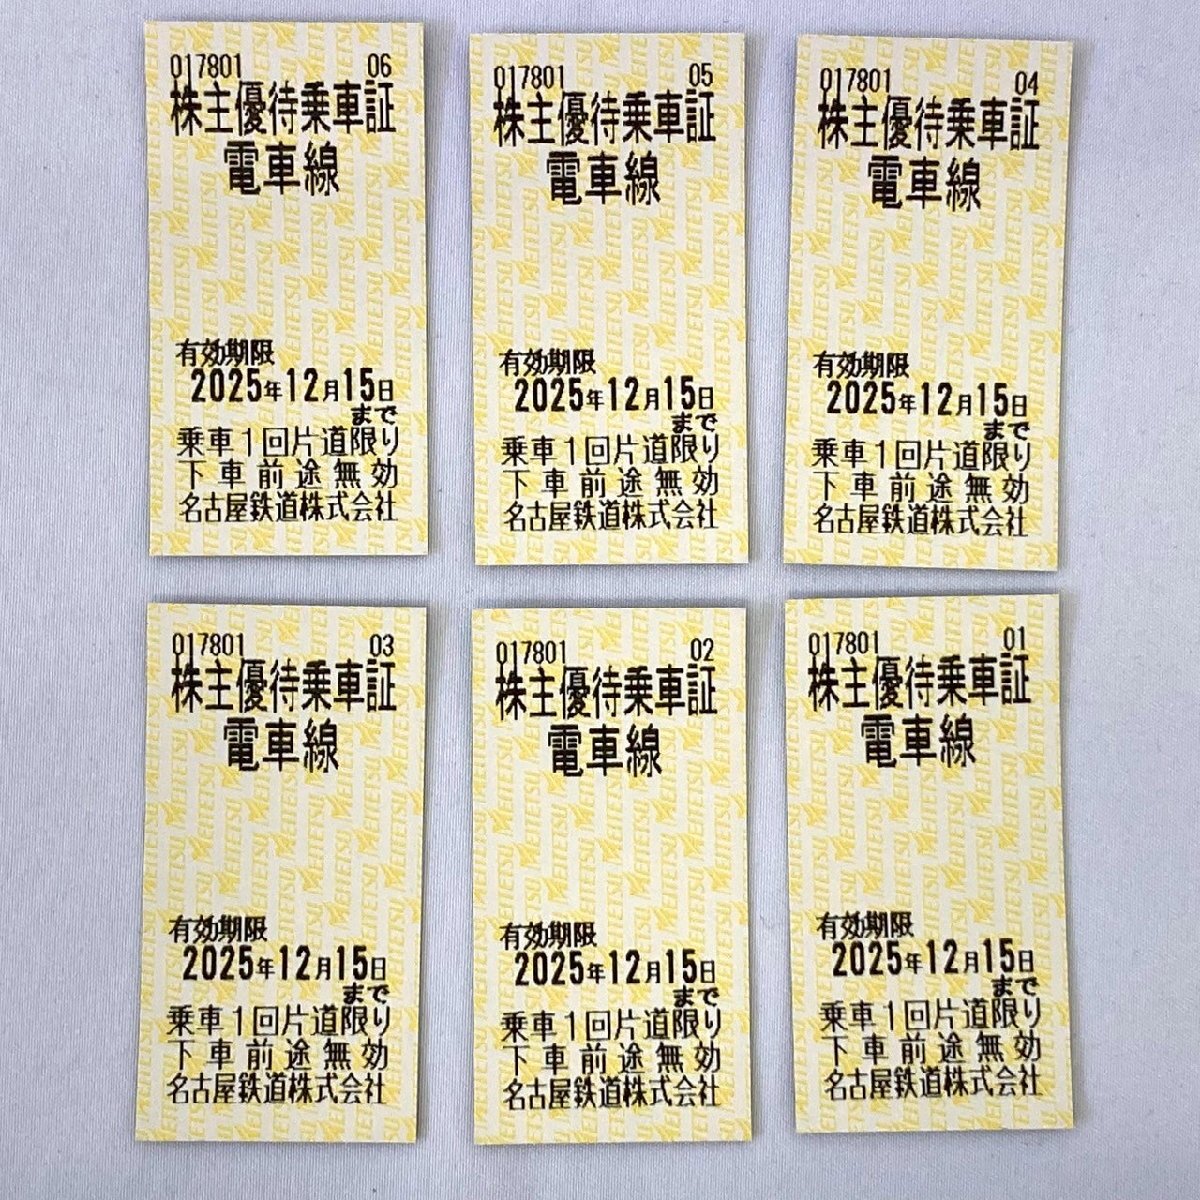 017801 06
株主優待乗車証
電車線
有効期限
2025年12月15日
まで
乗車1回片道限り
下車前途無効
名古屋鉄道株式会社
017801 05
株主優待乗車証
電車線
有効期限
2025年12月15日
まで
乗車1回片道限り
下車前途無効
名古屋鉄道株式会社
017801 04
株主優待乗車証
電車線
有効期限
2025年12月15日
まで
乗車1回片道限り
下車前途無効
名古屋鉄道株式会社
017801 03
株主優待乗車証
電車線
有効期限
2025年12月15日
まで
乗車1回片道限り
下車前途無効
名古屋鉄道株式会社
017801 02
株主優待乗車証
電車線
有効期限
2025年12月15日
まで
乗車1回片道限り
下車前途無効
名古屋鉄道株式会社
017801 01
株主優待乗車証
電車線
有効期限
2025年12月15日
まで
乗車1回片道限り
下車前途無効
名古屋鉄道株式会社